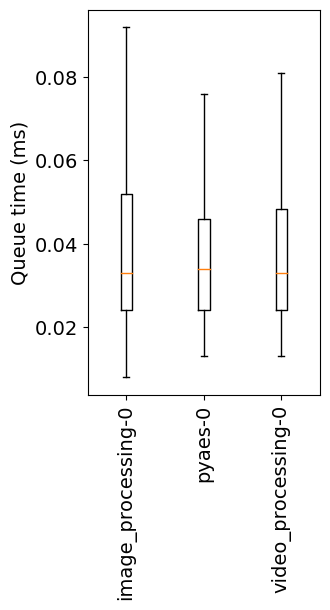 Queue time (ms)
0.08
0.06
0.04
0.02
image_processing-0
pyaes-0
video_processing-0